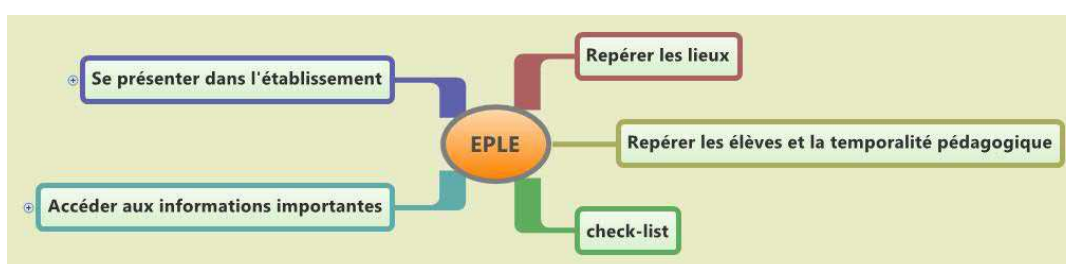 Repérer les lieux
Se présenter dans l'établissement
EPLE
Repérer les élèves et la temporalité pédagogique
Accéder aux informations importantes
check-list